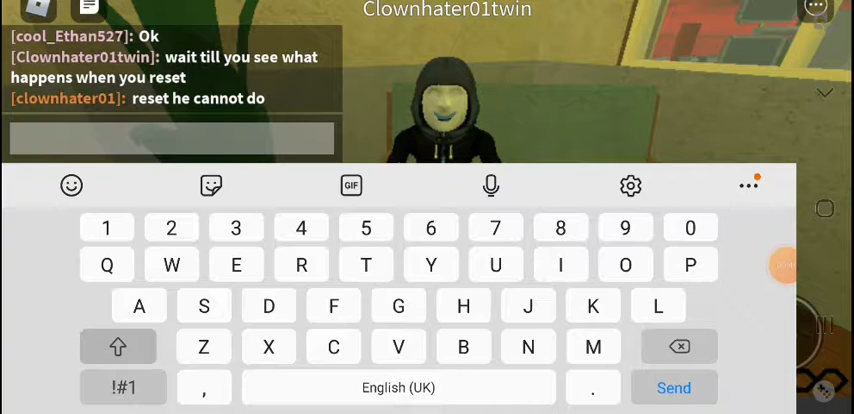 Clownhater01twin
[cool_Ethan527]: Ok
[Clownhater01twin]: wait till you see what
happens when you reset
[clownhater01]: reset he cannot do
GIF
1 2 3 4 5 6 7 8 9 0
Q W E R T Y U I O P
A S D F G H J K L
Z X C V B N M
!#1 , English (UK) . Send